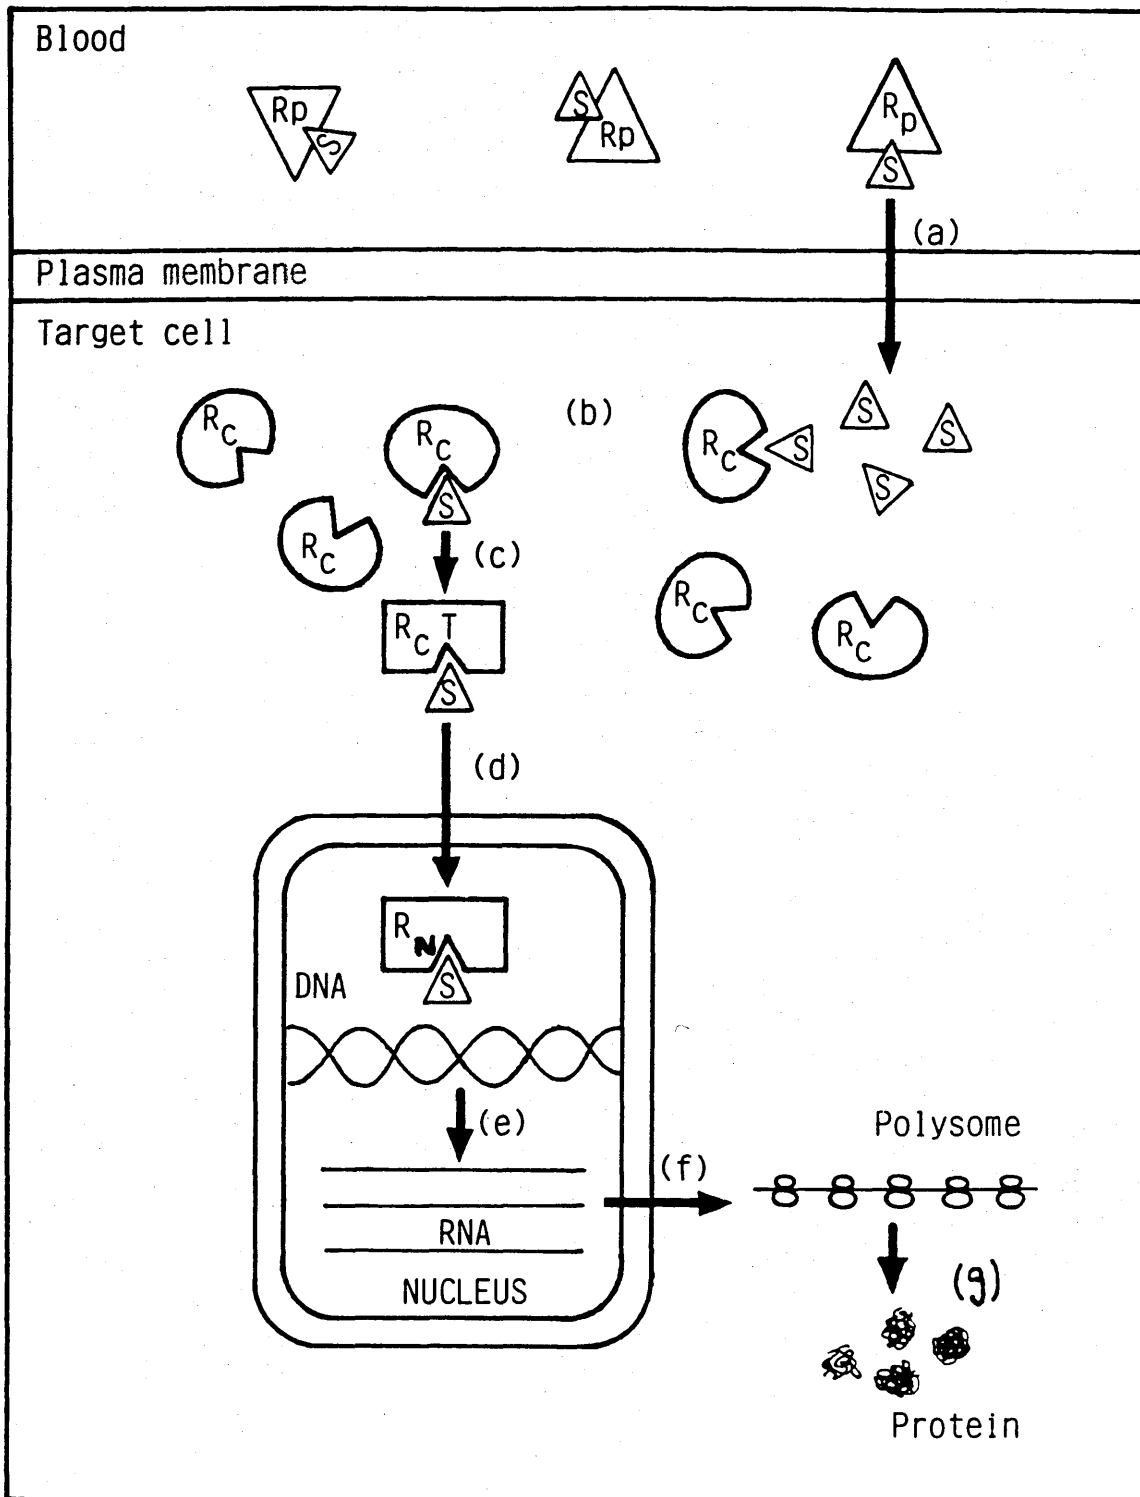 Blood
Rp S
S Rp
Rp
S
(a)
Plasma membrane
Target cell
RC
RC
S
(b)
RC S
S
S
S
RC
(c)
RC T
S
RC
RC
(d)
RN
S
DNA
(e)
RNA
NUCLEUS
(f)
Polysome
(g)
Protein